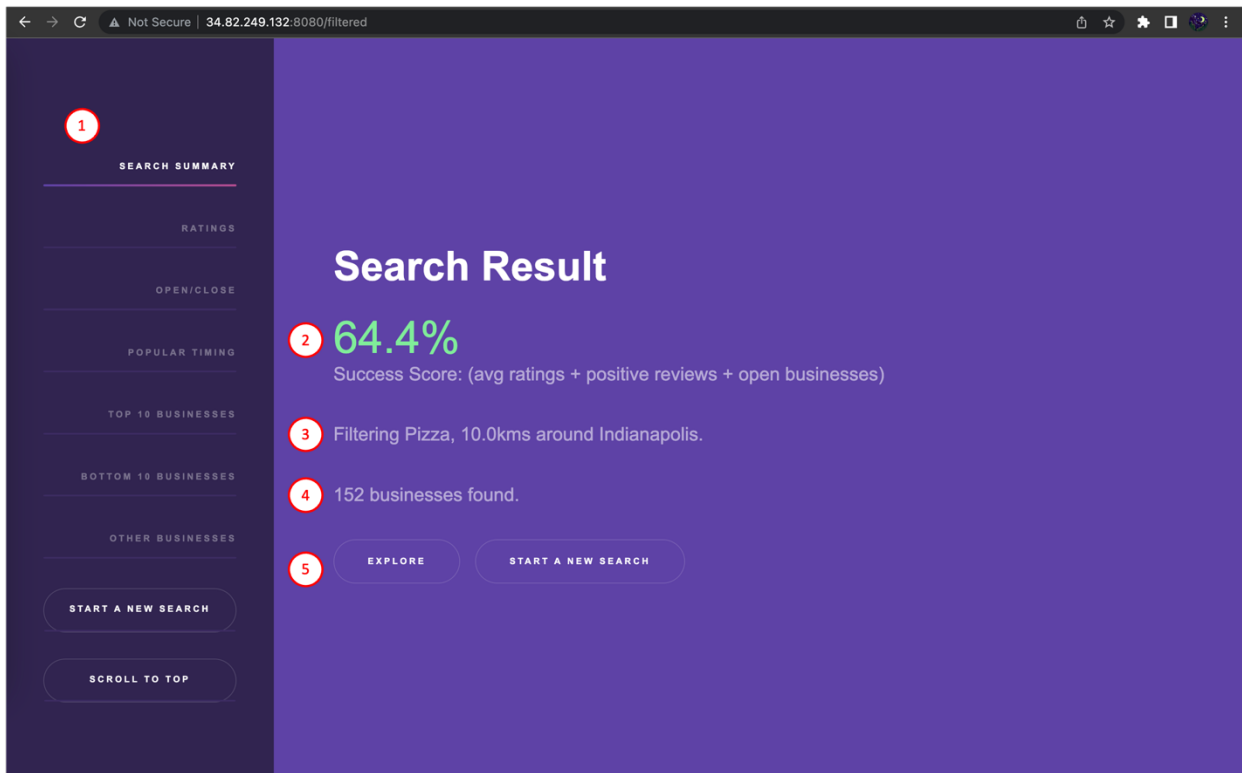 Not Secure | 34.82.249.132:8080/filtered
1
SEARCH SUMMARY
RATINGS
OPEN/CLOSE
POPULAR TIMING
TOP 10 BUSINESSES
BOTTOM 10 BUSINESSES
OTHER BUSINESSES
START A NEW SEARCH
SCROLL TO TOP
Search Result
2
64.4%
Success Score: (avg ratings + positive reviews + open businesses)
3
Filtering Pizza, 10.0kms around Indianapolis.
4
152 businesses found.
5
EXPLORE
START A NEW SEARCH